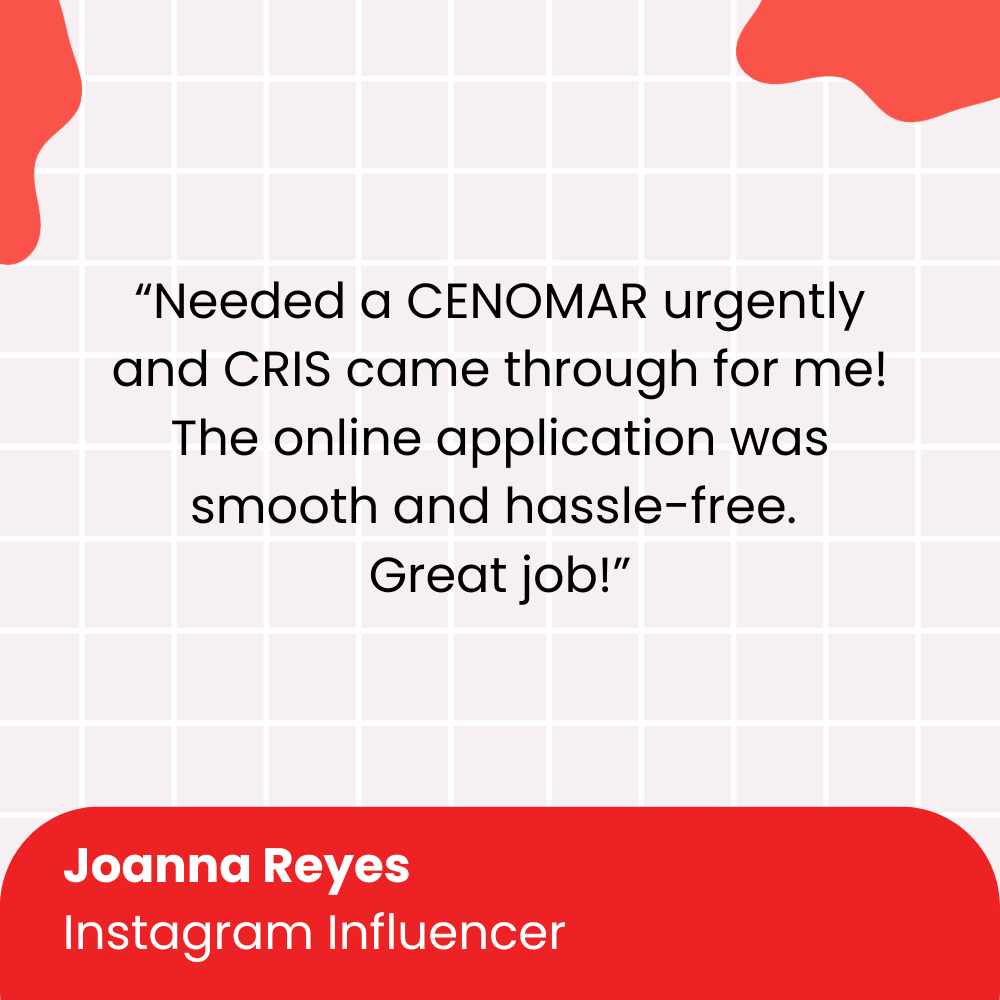 “Needed a CENOMAR urgently
and CRIS came through for me!
The online application was
smooth and hassle-free.
Great job!”
Joanna Reyes
Instagram Influencer